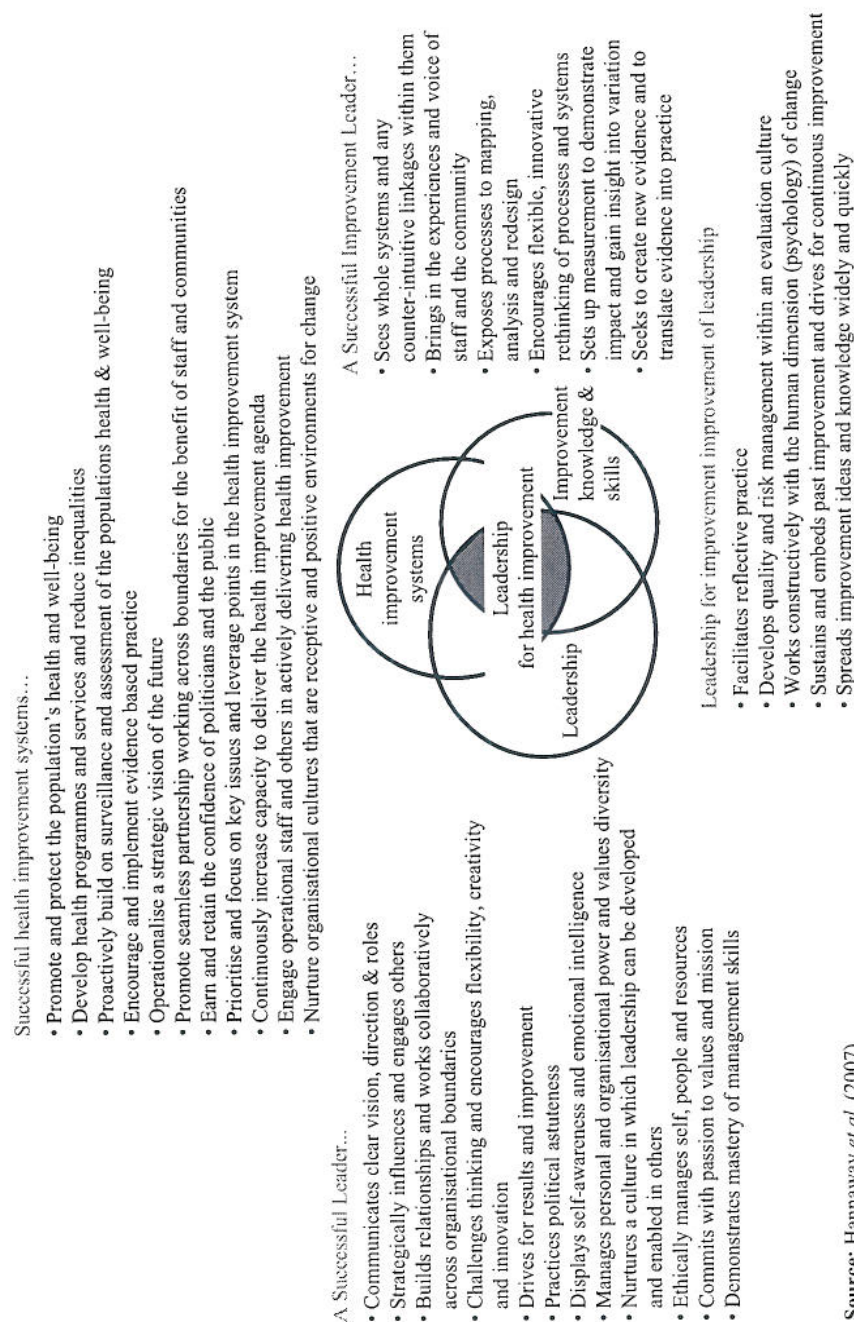 Successful health improvement systems...
• Promote and protect the population's health and well-being
• Develop health programmes and services and reduce inequalities
• Proactively build on surveillance and assessment of the populations health & well-being
• Encourage and implement evidence based practice
• Operationalise a strategic vision of the future
• Promote seamless partnership working across boundaries for the benefit of staff and communities
• Earn and retain the confidence of politicians and the public
• Prioritise and focus on key issues and leverage points in the health improvement system
• Continuously increase capacity to deliver the health improvement agenda
• Engage operational staff and others in actively delivering health improvement
• Nurture organisational cultures that are receptive and positive environments for change
A Successful Leader...
• Communicates clear vision, direction & roles
• Strategically influences and engages others
• Builds relationships and works collaboratively
across organisational boundaries
• Challenges thinking and encourages flexibility, creativity
and innovation
• Drives for results and improvement
• Practices political astuteness
• Displays self-awareness and emotional intelligence
• Manages personal and organisational power and values diversity
• Nurtures a culture in which leadership can be developed
and enabled in others
• Ethically manages self, people and resources
• Commits with passion to values and mission
• Demonstrates mastery of management skills
Health
improvement
systems
Leadership
for health improvement
Leadership
Improvement
knowledge &
skills
A Successful Improvement Leader...
• Sees whole systems and any
counter-intuitive linkages within them
• Brings in the experiences and voice of
staff and the community
• Exposes processes to mapping,
analysis and redesign
• Encourages flexible, innovative
rethinking of processes and systems
• Sets up measurement to demonstrate
impact and gain insight into variation
• Seeks to create new evidence and to
translate evidence into practice
Leadership for improvement improvement of leadership
• Facilitates reflective practice
• Develops quality and risk management within an evaluation culture
• Works constructively with the human dimension (psychology) of change
• Sustains and embeds past improvement and drives for continuous improvement
• Spreads improvement ideas and knowledge widely and quickly
Source: Hannaway et al. (2007)